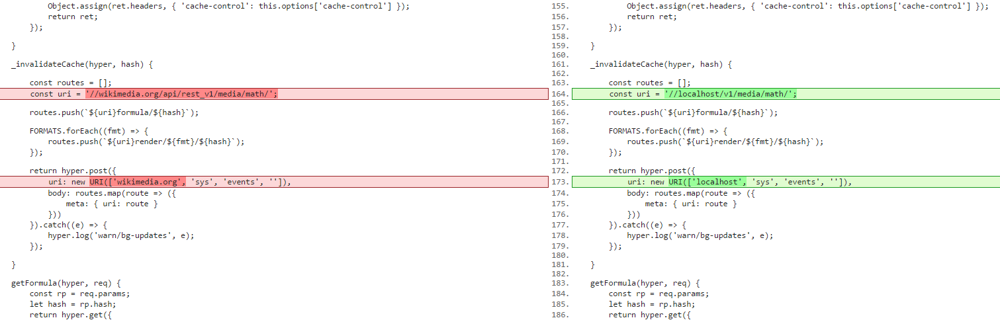 Object.assign(ret.headers, { 'cache-control': this.options['cache-control'] });
return ret;
});
}
_invalidateCache(hyper, hash) {
const routes = [];
const uri = '//wikimedia.org/api/rest_v1/media/math/';
routes.push(`${uri}formula/${hash}`);
FORMATS.forEach((fmt) => {
routes.push(`${uri}render/${fmt}/${hash}`);
});
return hyper.post({
uri: new URI(['wikimedia.org', 'sys', 'events', '']),
body: routes.map(route => ({
meta: { uri: route }
}))
}).catch((e) => {
hyper.log('warn/bg-updates', e);
});
}
getFormula(hyper, req) {
const rp = req.params;
let hash = rp.hash;
return hyper.get({
155. Object.assign(ret.headers, { 'cache-control': this.options['cache-control'] });
156. return ret;
157. });
158.
159. }
160.
161. _invalidateCache(hyper, hash) {
162.
163. const routes = [];
164. const uri = '//localhost/v1/media/math/';
165.
166. routes.push(`${uri}formula/${hash}`);
167.
168. FORMATS.forEach((fmt) => {
169. routes.push(`${uri}render/${fmt}/${hash}`);
170. });
171.
172. return hyper.post({
173. uri: new URI(['localhost', 'sys', 'events', '']),
174. body: routes.map(route => ({
175. meta: { uri: route }
176. }))
177. }).catch((e) => {
178. hyper.log('warn/bg-updates', e);
179. });
180.
181. }
182.
183. getFormula(hyper, req) {
184. const rp = req.params;
185. let hash = rp.hash;
186. return hyper.get({